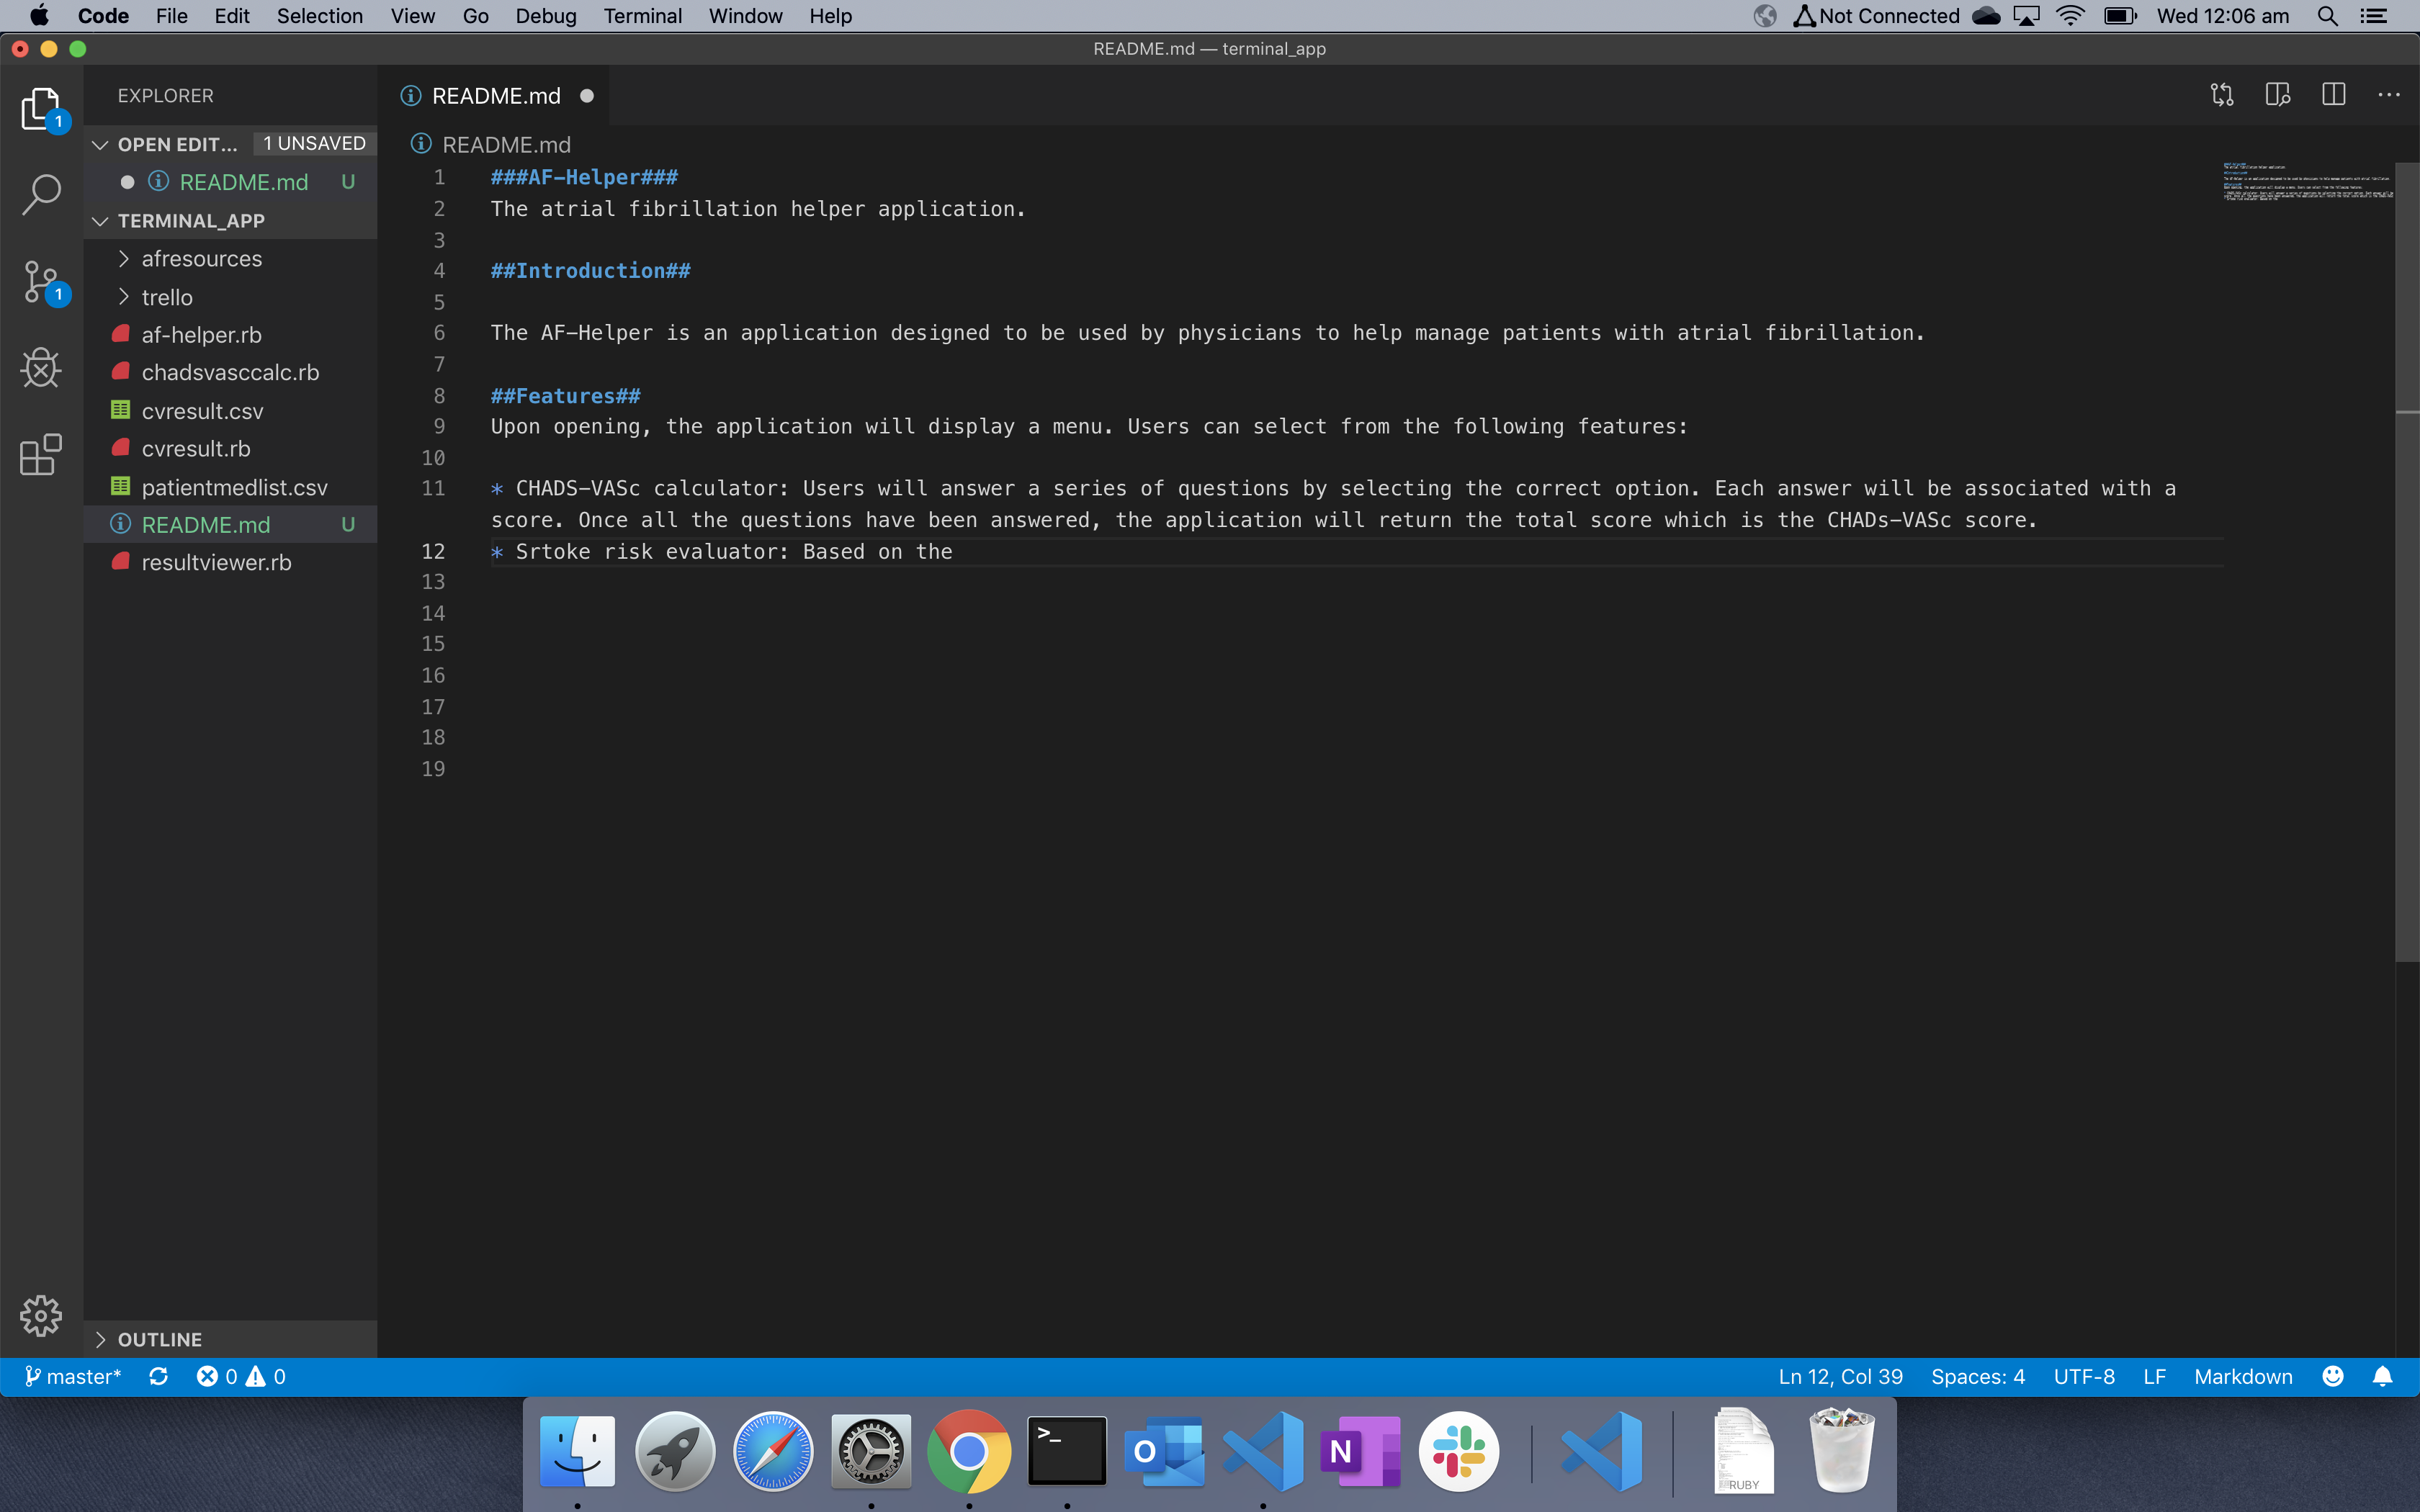 Code File Edit Selection View Go Debug Terminal Window Help Not Connected Wed 12:06 am
README.md — terminal_app
EXPLORER
OPEN EDIT... 1 UNSAVED
README.md U
TERMINAL_APP
afresources
trello
af-helper.rb
chadsvasccalc.rb
cvresult.csv
cvresult.rb
patientmedlist.csv
README.md U
resultviewer.rb
OUTLINE
1
1
README.md
README.md
1 ###AF-Helper###
2 The atrial fibrillation helper application.
3
4 ##Introduction##
5
6 The AF-Helper is an application designed to be used by physicians to help manage patients with atrial fibrillation.
7
8 ##Features##
9 Upon opening, the application will display a menu. Users can select from the following features:
10
11 * CHADS-VASc calculator: Users will answer a series of questions by selecting the correct option. Each answer will be associated with a
score. Once all the questions have been answered, the application will return the total score which is the CHADs-VASc score.
12 * Srtoke risk evaluator: Based on the
13
14
15
16
17
18
19
master* 0 0 Ln 12, Col 39 Spaces: 4 UTF-8 LF Markdown
>_ O N RUBY